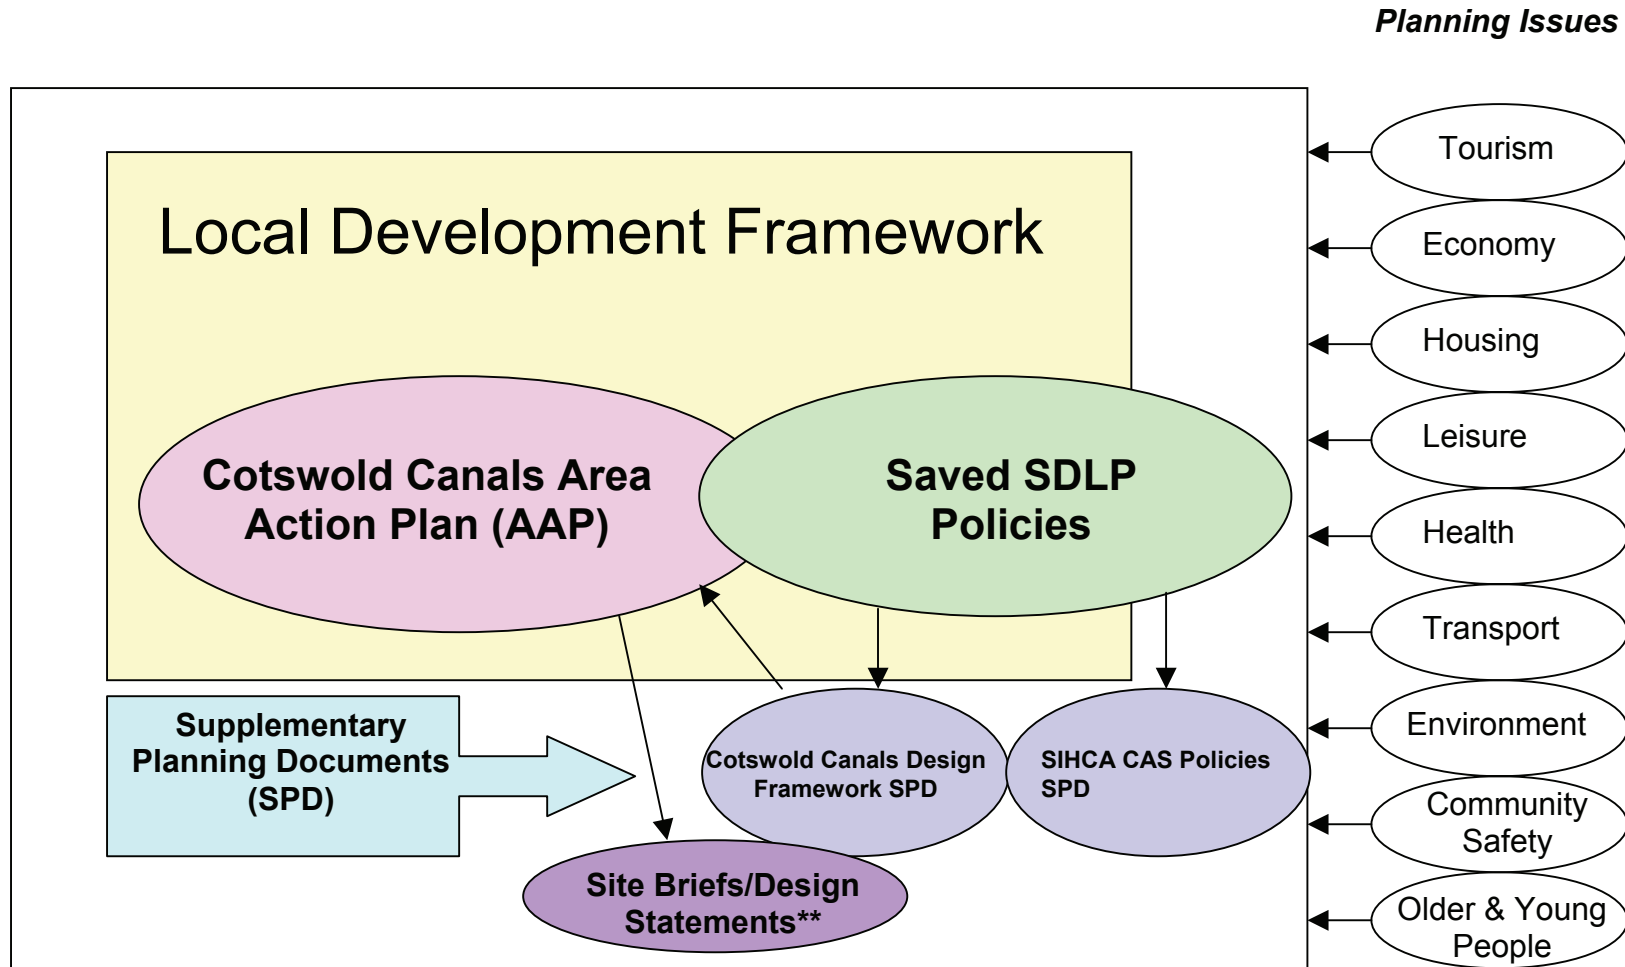 Planning Issues
Local Development Framework
Cotswold Canals Area
Action Plan (AAP)
Saved SDLP
Policies
Supplementary
Planning Documents
(SPD)
Cotswold Canals Design
Framework SPD
SIHCA CAS Policies
SPD
Site Briefs/Design
Statements**
Tourism
Economy
Housing
Leisure
Health
Transport
Environment
Community
Safety
Older & Young
People